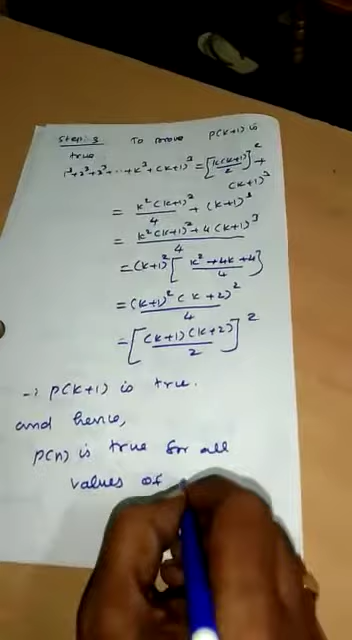 Step: 3 To prove P(k+1) is
true
1³+2³+3³+...+k³+(k+1)³ = [k(k+1)/2]² +
(k+1)³
= k²(k+1)²/4 + (k+1)³
= k²(k+1)²+4(k+1)³/4
= (k+1)² [k²+4k+4/4]
= (k+1)²(k+2)²/4
= [(k+1)(k+2)/2]²
→ P(k+1) is true.
and hence,
P(n) is true for all
values of